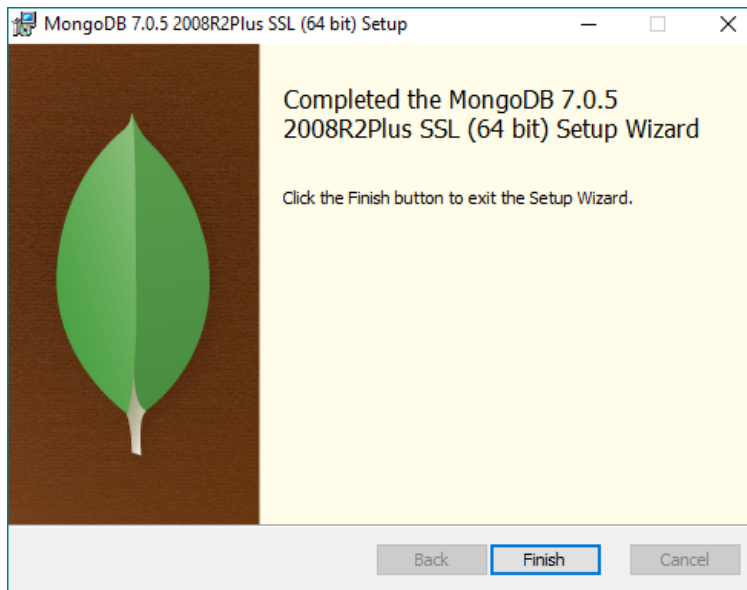 MongoDB 7.0.5 2008R2Plus SSL (64 bit) Setup
Completed the MongoDB 7.0.5
2008R2Plus SSL (64 bit) Setup Wizard
Click the Finish button to exit the Setup Wizard.
Back
Finish
Cancel